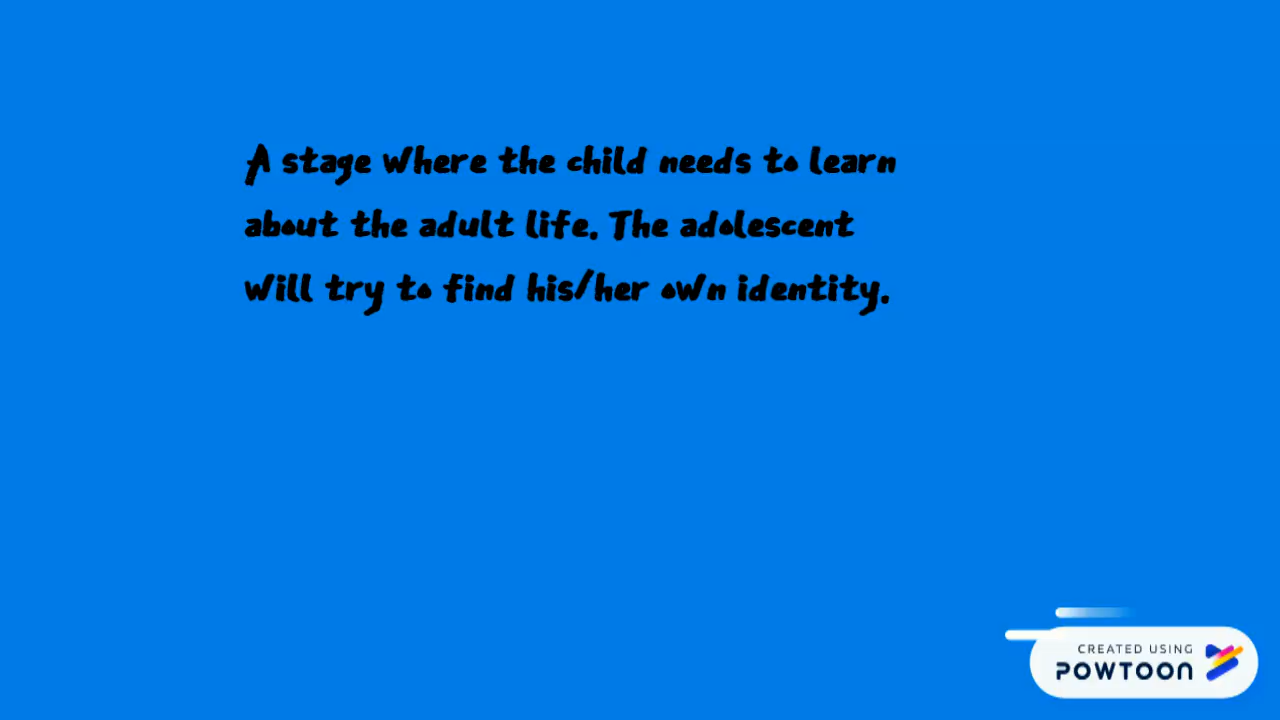 A stage where the child needs to learn
about the adult life. The adolescent
will try to find his/her own identity.
CREATED USING
POWTOON